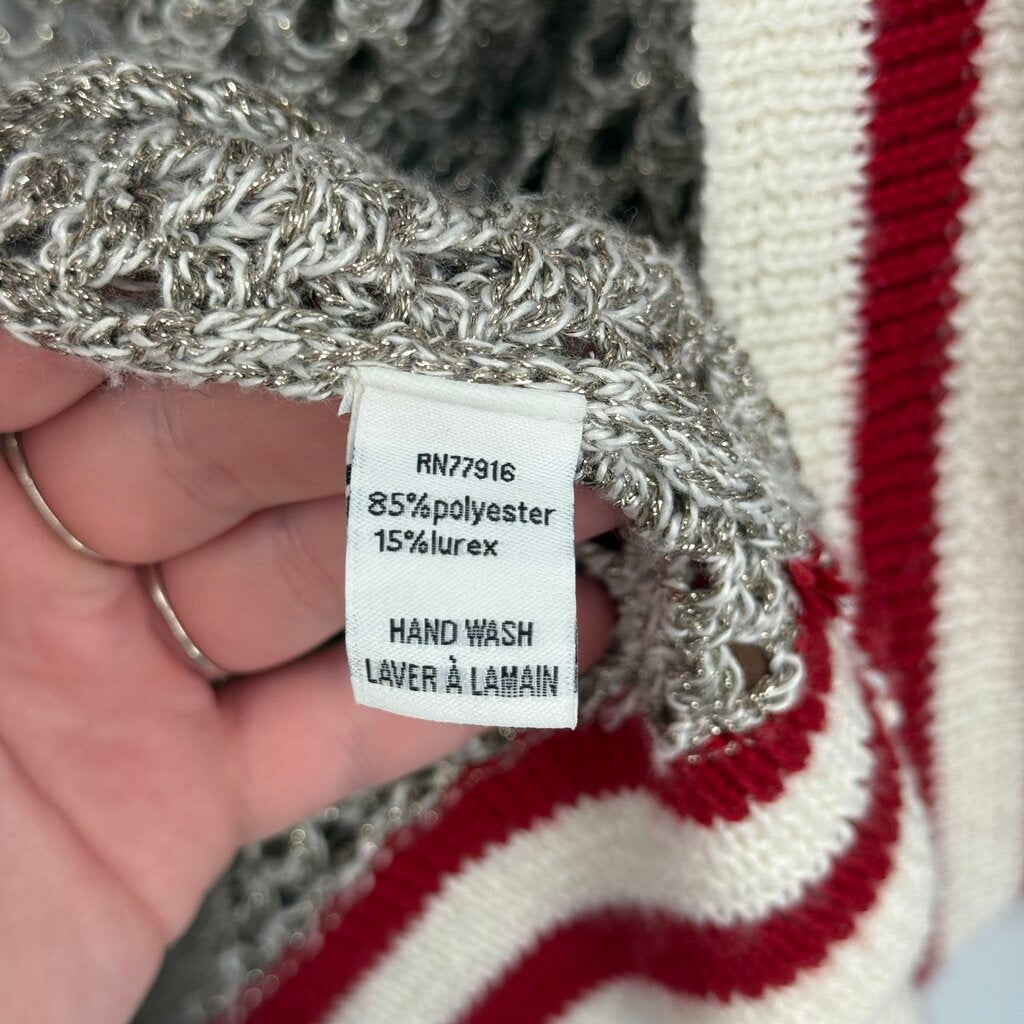 RN77916
85%polyester
15%lurex
HAND WASH
LAVER À LAMAIN